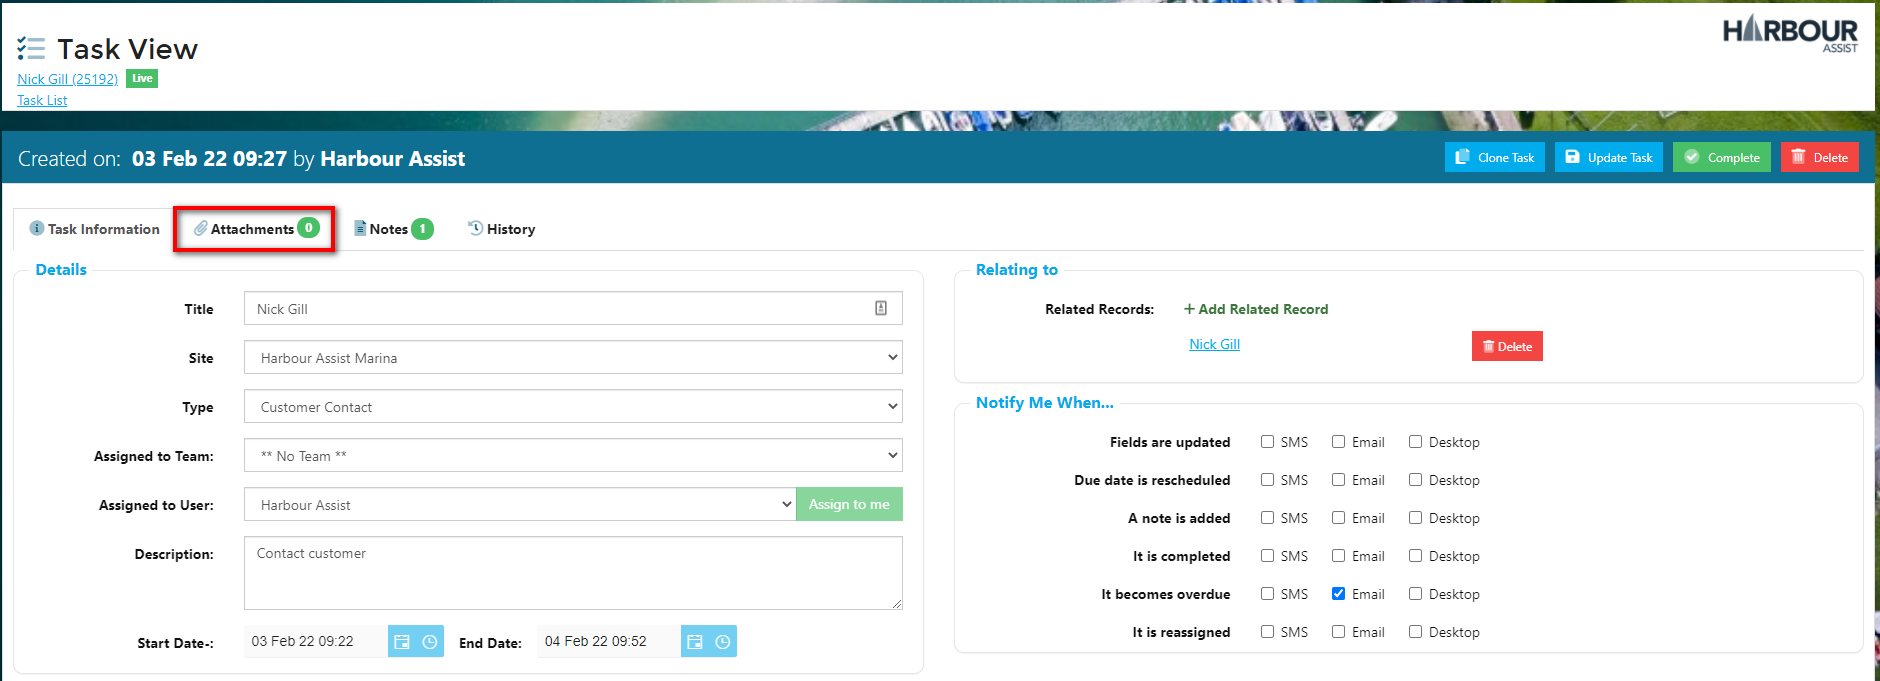 Task View
HARBOUR
ASSIST
Nick Gill (25192) Live
Task List
Created on: 03 Feb 22 09:27 by Harbour Assist Clone Task Update Task Complete Delete
Task Information Attachments 0 Notes 1 History
Details
Title Nick Gill
Site Harbour Assist Marina
Type Customer Contact
Assigned to Team: ** No Team **
Assigned to User: Harbour Assist Assign to me
Description: Contact customer
Start Date-: 03 Feb 22 09:22 End Date: 04 Feb 22 09:52
Relating to
Related Records: + Add Related Record
Nick Gill Delete
Notify Me When...
Fields are updated SMS Email Desktop
Due date is rescheduled SMS Email Desktop
A note is added SMS Email Desktop
It is completed SMS Email Desktop
It becomes overdue SMS Email Desktop
It is reassigned SMS Email Desktop